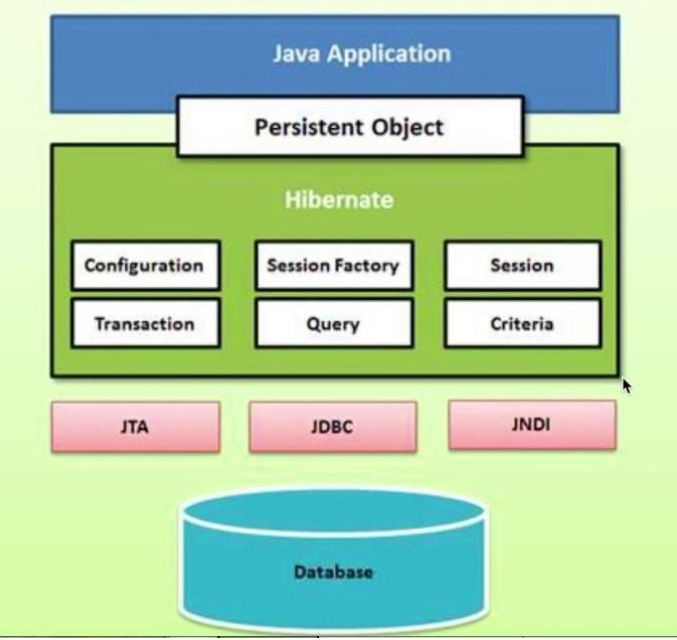 Java Application
Persistent Object
Hibernate
Configuration
Session Factory
Session
Transaction
Query
Criteria
JTA
JDBC
JNDI
Database